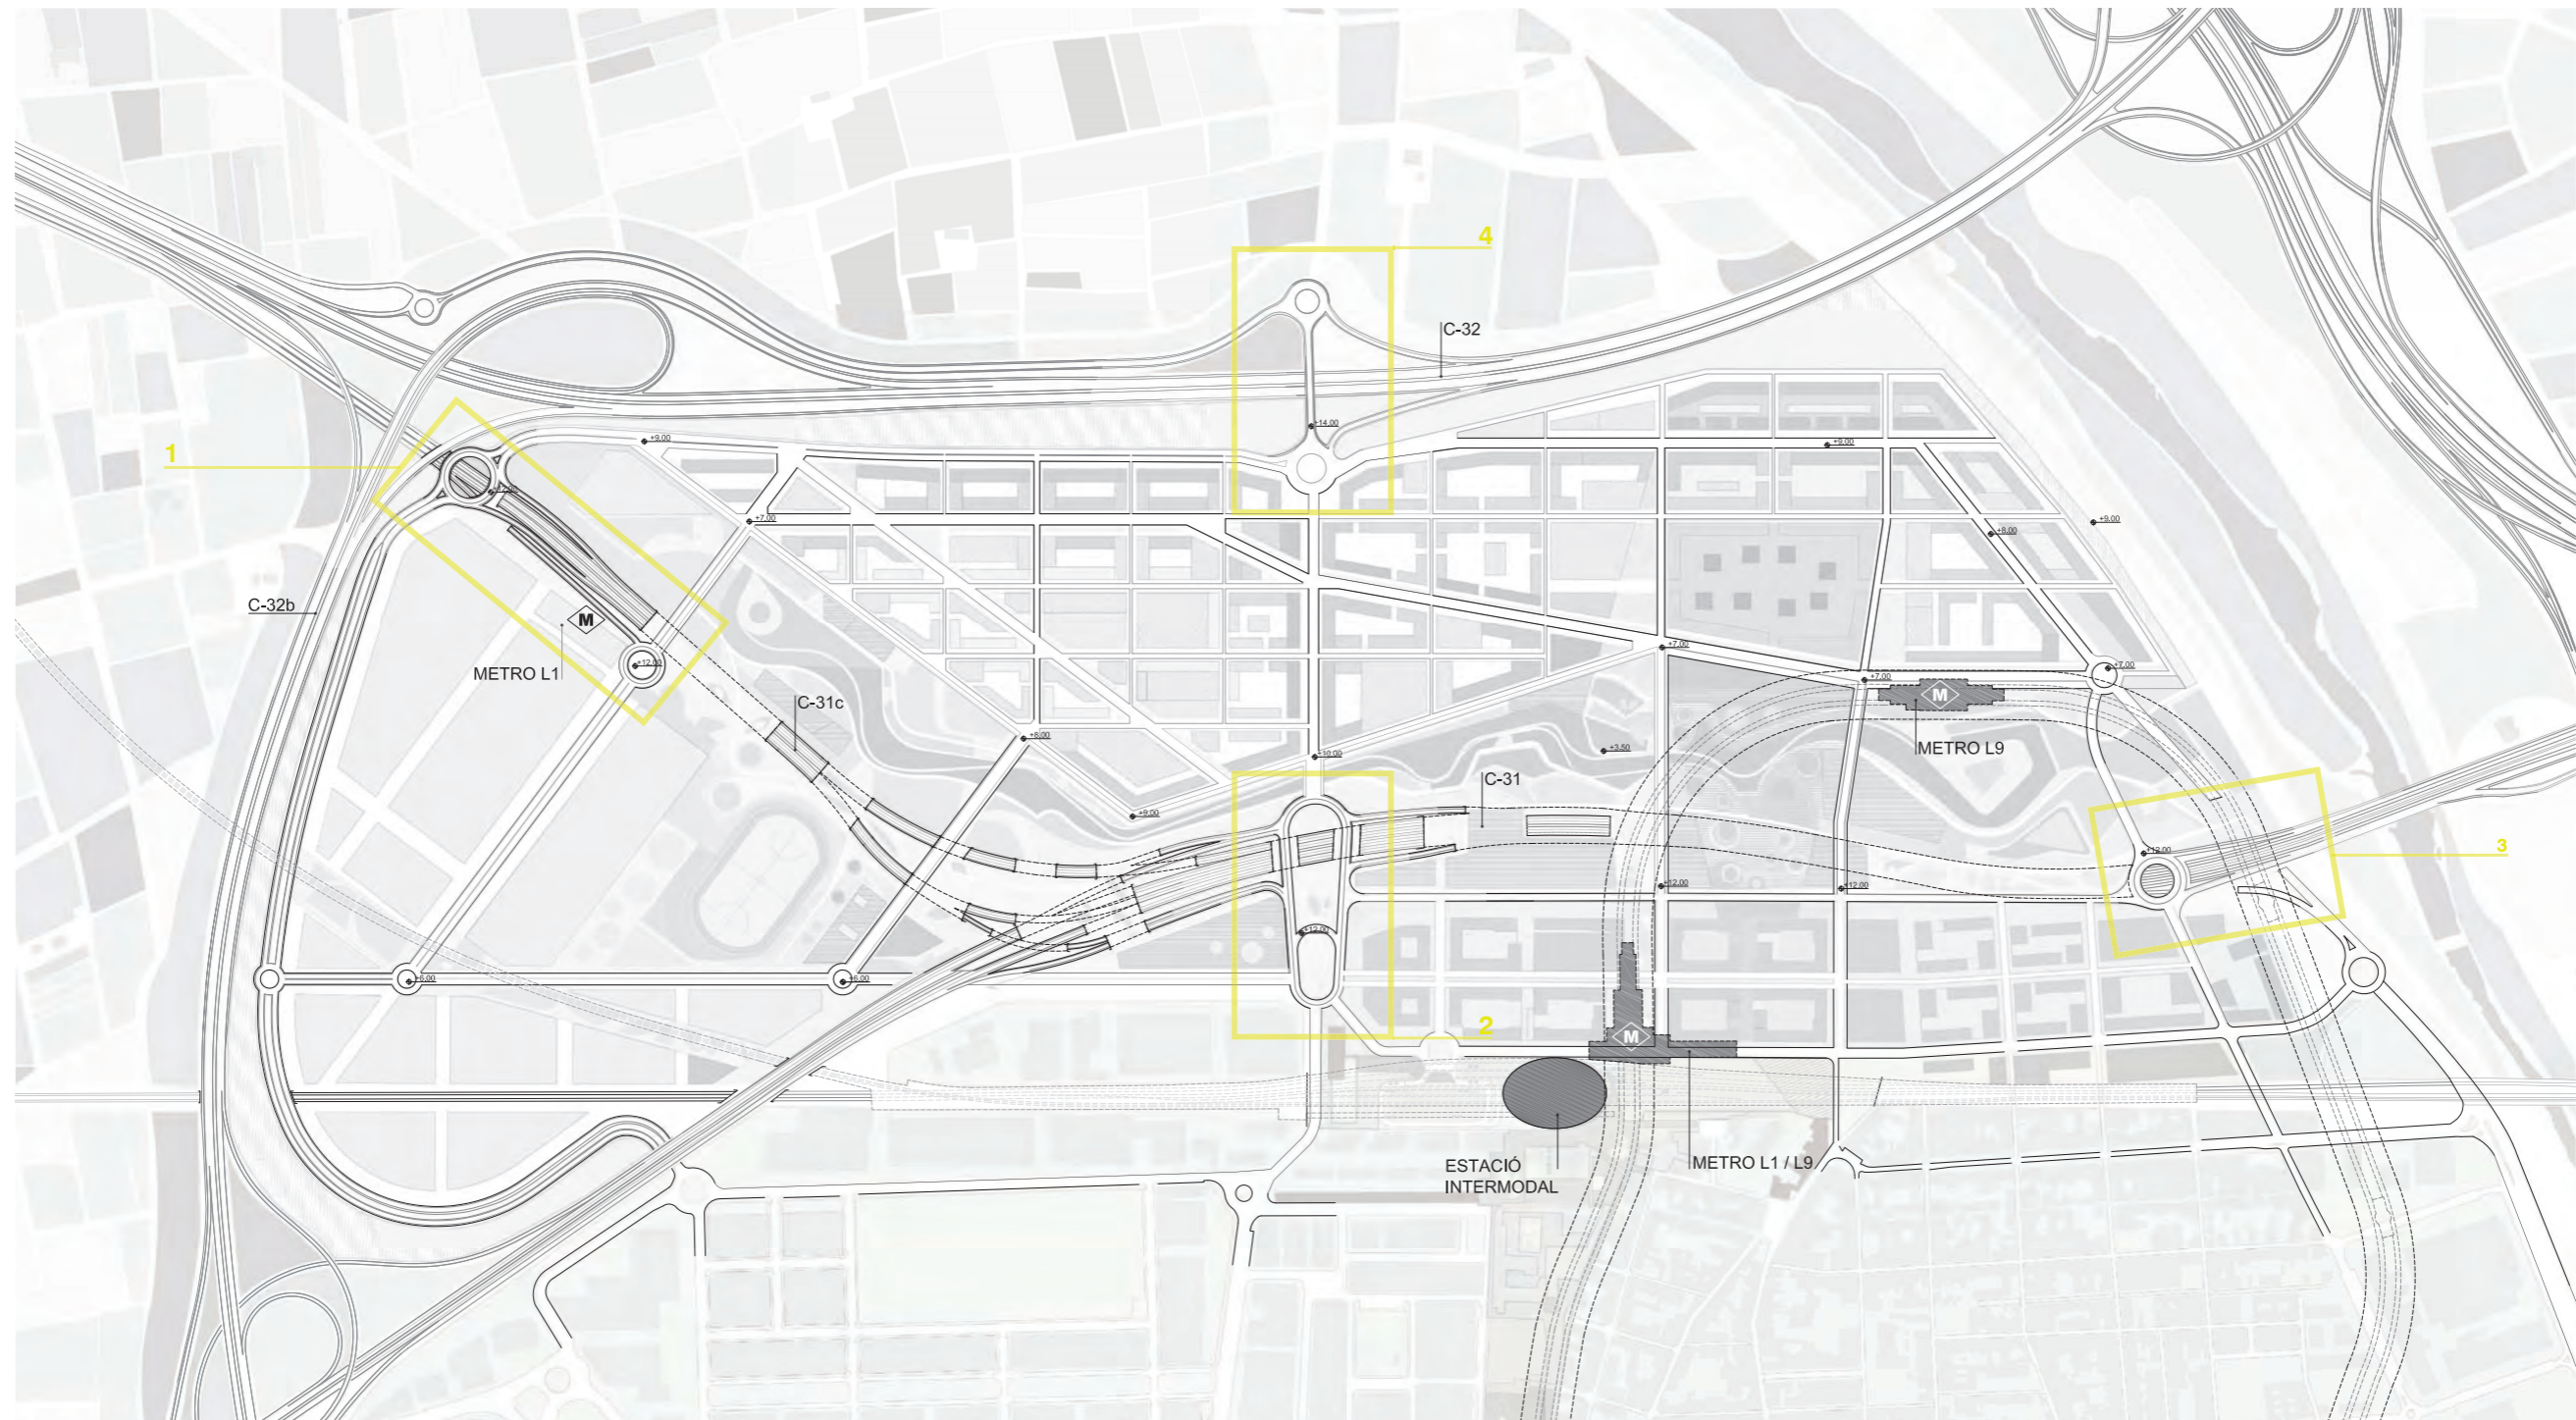 4
C-32
+14.00
1
+9.00
+9.00
+12.00
+7.00
+9.00
+8.00
C-32b
M
METRO L1
+12.00
+7.00
+7.00
+7.00
M
C-31c
+8.00
+10.00
+3.50
METRO L9
C-31
+9.00
+12.00
3
+12.00
+12.00
+12.00
+6.00
+6.00
2
M
ESTACIÓ
INTERMODAL
METRO L1 / L9